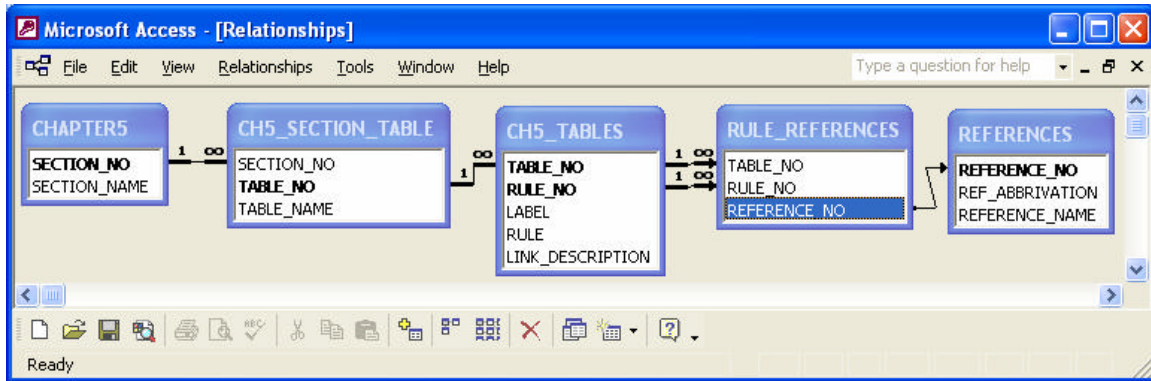 Microsoft Access - [Relationships]
File Edit View Relationships Tools Window Help Type a question for help
CHAPTER5
SECTION_NO
SECTION_NAME
1 ∞
CH5_SECTION_TABLE
SECTION_NO
TABLE_NO
TABLE_NAME
1 ∞
CH5_TABLES
TABLE_NO
RULE_NO
LABEL
RULE
LINK_DESCRIPTION
1 ∞
1 ∞
RULE_REFERENCES
TABLE_NO
RULE_NO
REFERENCE_NO
REFERENCES
REFERENCE_NO
REF_ABBRIVATION
REFERENCE_NAME
ABC
Ready